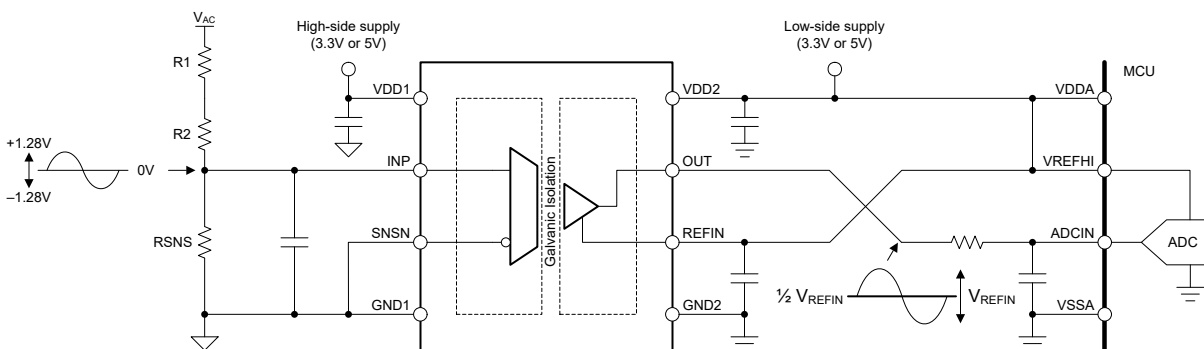 VAC
R1
R2
+1.28V
–1.28V
0V
RSNS
High-side supply
(3.3V or 5V)
VDD1
INP
SNSN
GND1
Galvanic Isolation
VDD2
OUT
REFIN
GND2
Low-side supply
(3.3V or 5V)
½ VREFIN
VREFIN
MCU
VDDA
VREFHI
ADCIN
VSSA
ADC